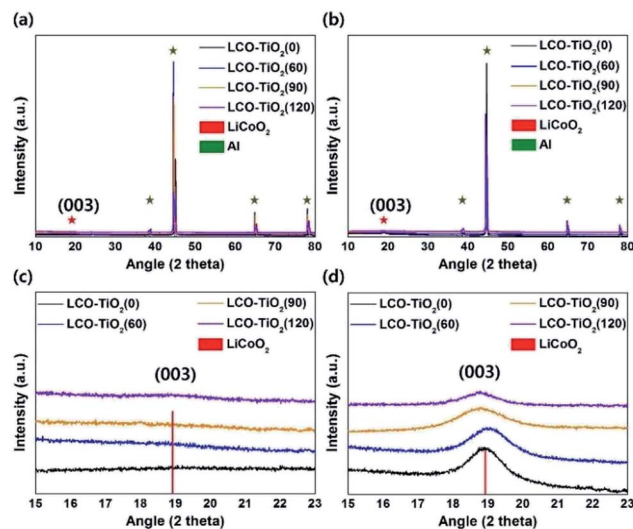 (a)
LCO-TiO₂(0)
LCO-TiO₂(60)
LCO-TiO₂(90)
LCO-TiO₂(120)
LiCoO₂
Al
(003)
Intensity (a.u.)
10 20 30 40 50 60 70 80
Angle (2 theta)
(b)
LCO-TiO₂(0)
LCO-TiO₂(60)
LCO-TiO₂(90)
LCO-TiO₂(120)
LiCoO₂
Al
(003)
Intensity (a.u.)
10 20 30 40 50 60 70 80
Angle (2 theta)
(c)
LCO-TiO₂(0) LCO-TiO₂(90)
LCO-TiO₂(60) LCO-TiO₂(120)
LiCoO₂
(003)
Intensity (a.u.)
15 16 17 18 19 20 21 22 23
Angle (2 theta)
(d)
LCO-TiO₂(0) LCO-TiO₂(90)
LCO-TiO₂(60) LCO-TiO₂(120)
LiCoO₂
(003)
Intensity (a.u.)
15 16 17 18 19 20 21 22 23
Angle (2 theta)